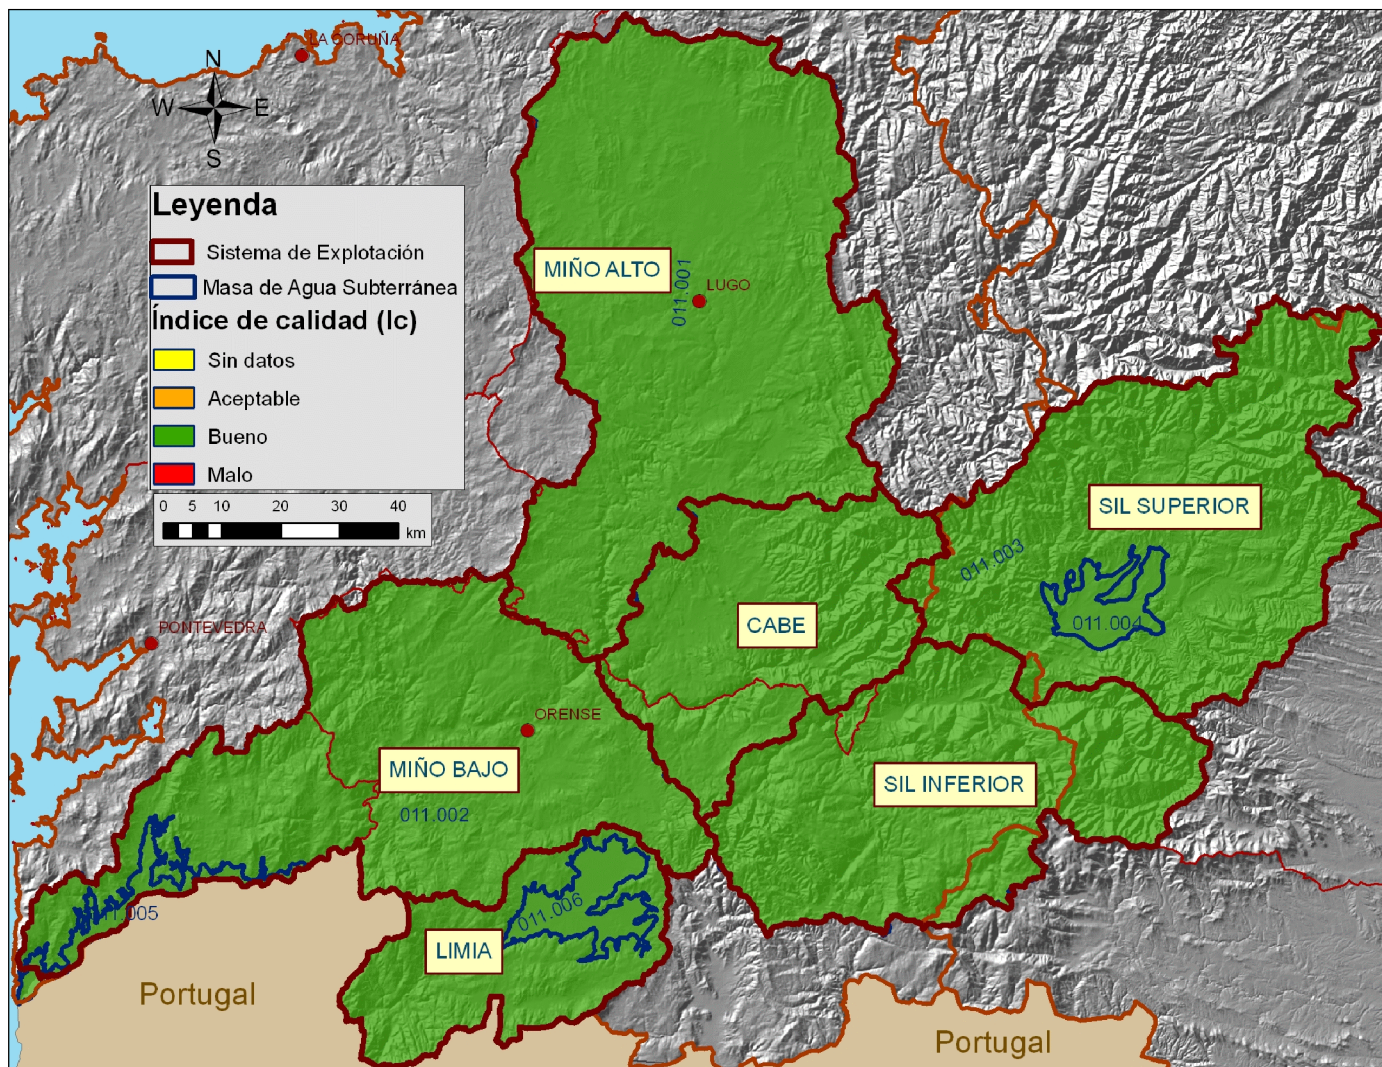 LA CORUÑA
N
W E
S
Leyenda
Sistema de Explotación
Masa de Agua Subterránea
Índice de calidad (Ic)
Sin datos
Aceptable
Bueno
Malo
0 5 10 20 30 40
km
MIÑO ALTO
011.001
LUGO
SIL SUPERIOR
011.003
011.004
CABE
PONTEVEDRA
ORENSE
MIÑO BAJO
011.002
SIL INFERIOR
011.005
011.006
LIMIA
Portugal
Portugal